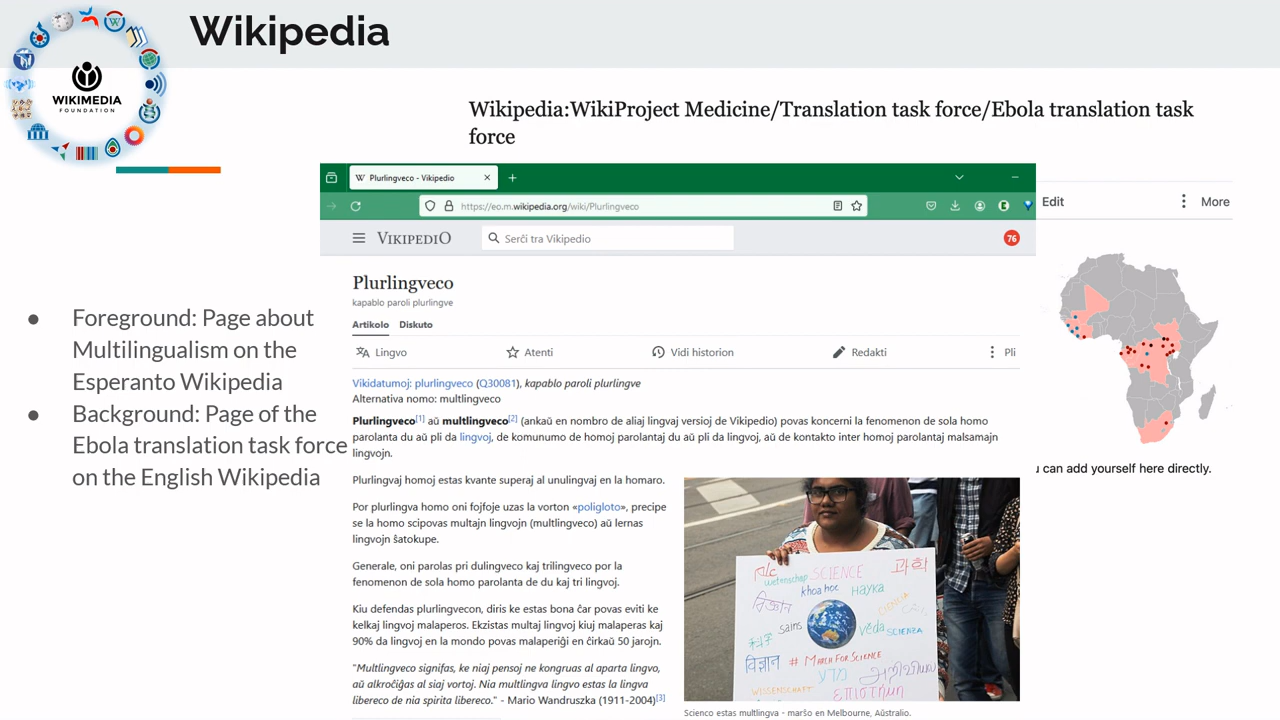 Wikipedia
WIKIMEDIA
FOUNDATION
Wikipedia:WikiProject Medicine/Translation task force/Ebola translation task
force
Plurlingveco - Vikipedio
https://eo.m.wikipedia.org/wiki/Plurlingveco
Edit
More
VIKIPEDIO
Serĉi tra Vikipedio
76
Plurlingveco
kapablo paroli plurlingve
Artikolo Diskuto
Lingvo Atenti Vidi historion Redakti Pli
Vikidatumoj: plurlingveco (Q30081), kapablo paroli plurlingve
Alternativa nomo: multlingveco
Plurlingveco[1] aŭ multlingveco[2] (ankaŭ en nombro de aliaj lingvaj versioj de Vikipedio) povas koncerni la fenomenon de sola homo
parolanta du aŭ pli da lingvoj, de komunumo de homoj parolantaj du aŭ pli da lingvoj, aŭ de kontakto inter homoj parolantaj malsamajn
lingvojn.
Plurlingvaj homoj estas kvante superaj al unulingvaj en la homaro.
Por plurlingva homo oni fojfoje uzas la vorton «poligloto», precipe
se la homo scipovas multajn lingvojn (multlingveco) aŭ lernas
lingvojn ŝatokupe.
Generale, oni parolas pri dulingveco kaj trilingveco por la
fenomenon de sola homo parolanta de du kaj tri lingvoj.
Kiu defendas plurlingvecon, diris ke estas bona ĉar povas eviti ke
kelkaj lingvoj malaperos. Ekzistas multaj lingvoj kiuj malaperas kaj
90% da lingvoj en la mondo povas malaperiĝi en ĉirkaŭ 50 jarojn.
"Multlingveco signifas, ke niaj pensoj ne kongruas al aparta lingvo,
aŭ alkroĉiĝas al siaj vortoj. Nia multlingva lingvo estas la lingva
libereco de nia spirita libereco." - Mario Wandruszka (1911-2004)[3]
Foreground: Page about
Multilingualism on the
Esperanto Wikipedia
Background: Page of the
Ebola translation task force
on the English Wikipedia
can add yourself here directly.
SCIENCE
과학
wetenschap
khoa học
Наука
বিজ্ঞান
CIENCIA
sains
věda
SCIENZA
科学
विज्ञान
# MARCH FOR SCIENCE
מדע
WISSENSCHAFT
Scienco estas multlingva - marŝo en Melbourne, Aŭstralio.